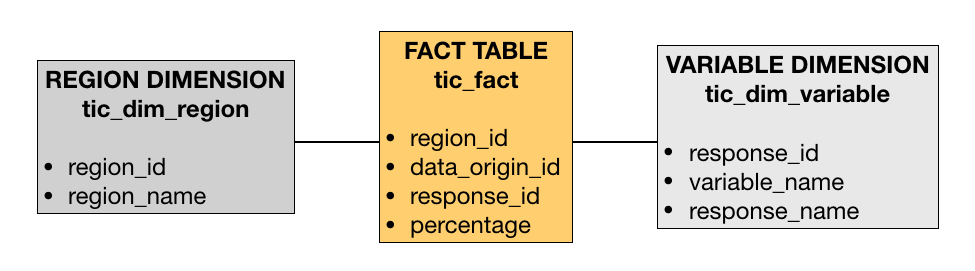 REGION DIMENSION
tic_dim_region
• region_id
• region_name
FACT TABLE
tic_fact
• region_id
• data_origin_id
• response_id
• percentage
VARIABLE DIMENSION
tic_dim_variable
• response_id
• variable_name
• response_name